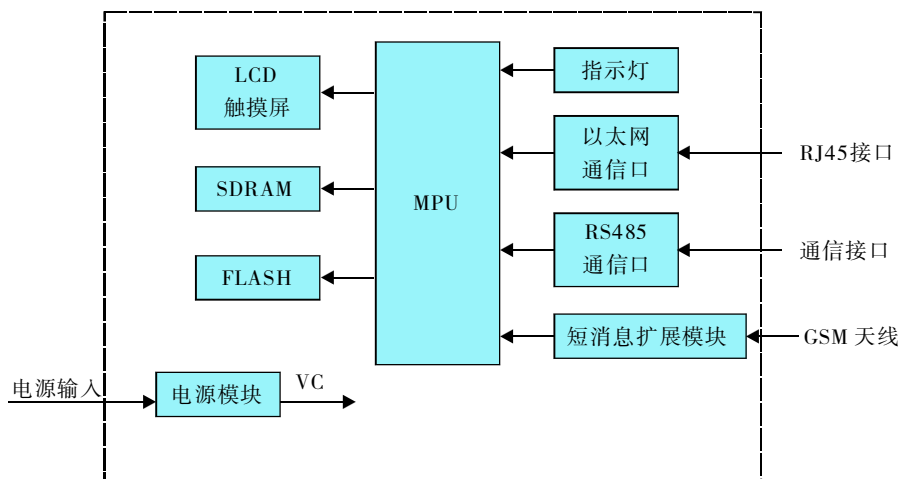 LCD
触摸屏
SDRAM
FLASH
MPU
指示灯
以太网
通信口
RS485
通信口
短消息扩展模块
RJ45接口
通信接口
GSM 天线
电源输入
电源模块
VC